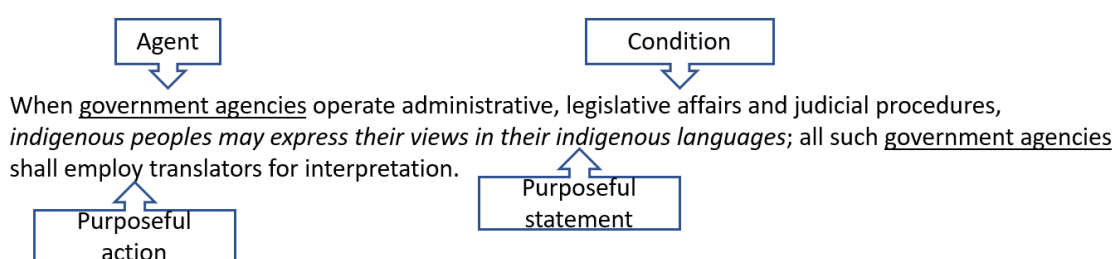 Agent
Condition
When government agencies operate administrative, legislative affairs and judicial procedures,
indigenous peoples may express their views in their indigenous languages; all such government agencies
shall employ translators for interpretation.
Purposeful
statement
Purposeful
action